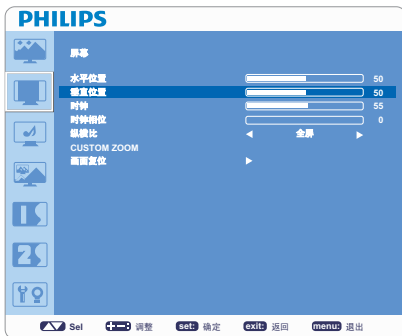 PHILIPS
屏幕
水平位置 50
垂直位置 50
时钟 55
时钟相位 0
纵横比 全屏
CUSTOM ZOOM
画面复位
Sel 调整 set: 确定 exit: 返回 menu: 退出